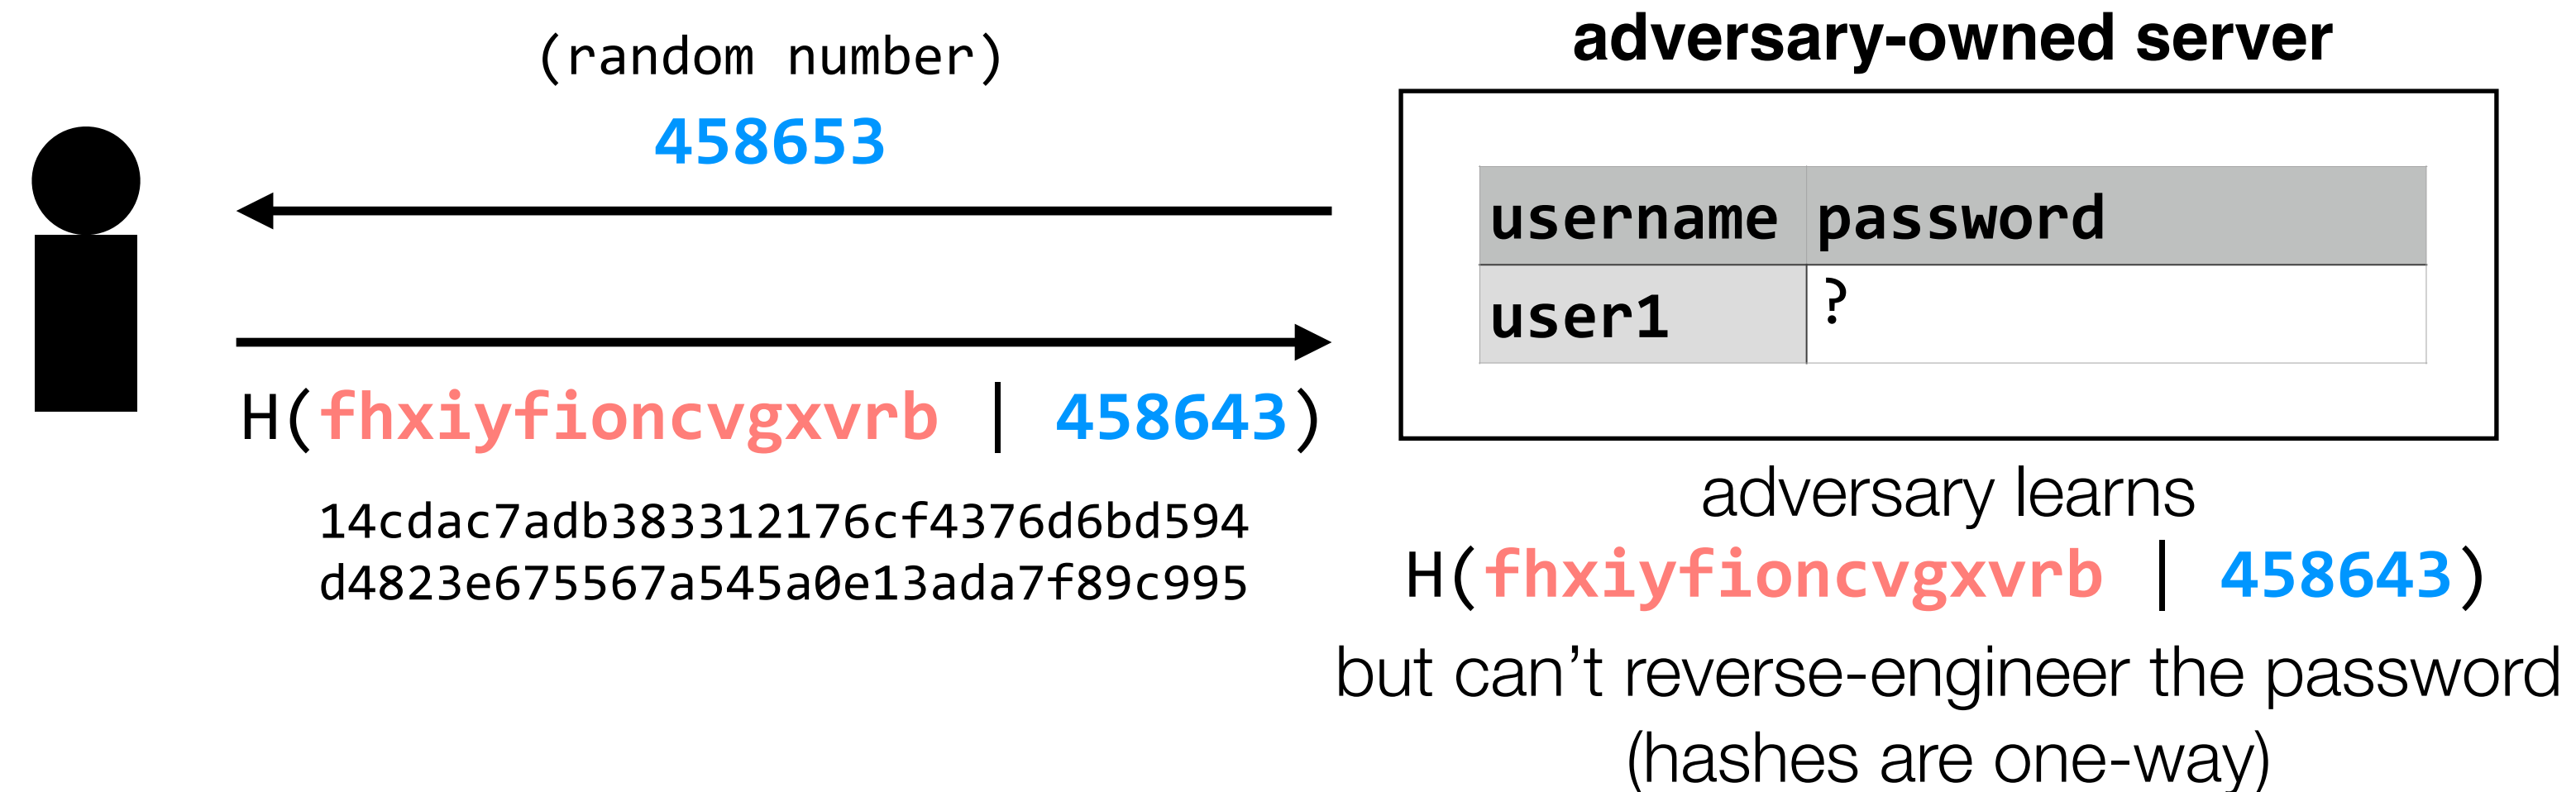 (random number)
458653
H(fhxiyfioncvgxvrb | 458643)
14cdac7adb383312176cf4376d6bd594
d4823e675567a545a0e13ada7f89c995
adversary-owned server
username password
user1 ?
adversary learns
H(fhxiyfioncvgxvrb | 458643)
but can’t reverse-engineer the password
(hashes are one-way)